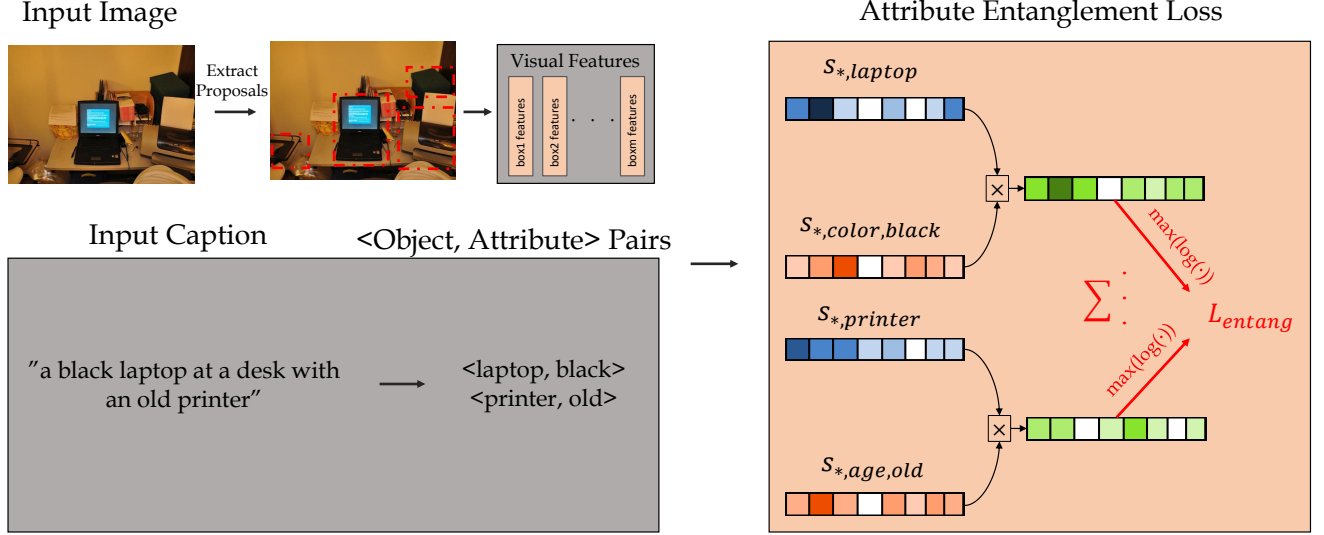 Input Image
Extract
Proposals
Visual Features
box1 features
box2 features
. . .
boxm features
Input Caption
<Object, Attribute> Pairs
”a black laptop at a desk with
an old printer”
<laptop, black>
<printer, old>
Attribute Entanglement Loss
S*,laptop
×
S*,color,black
max(log(·))
S*,printer
∑
L_entang
max(log(·))
×
S*,age,old